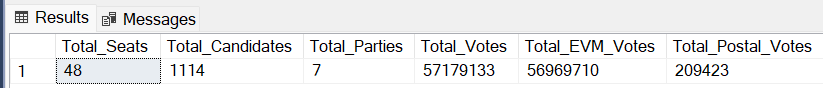 Results Messages
Total_Seats Total_Candidates Total_Parties Total_Votes Total_EVM_Votes Total_Postal_Votes
1 48 1114 7 57179133 56969710 209423